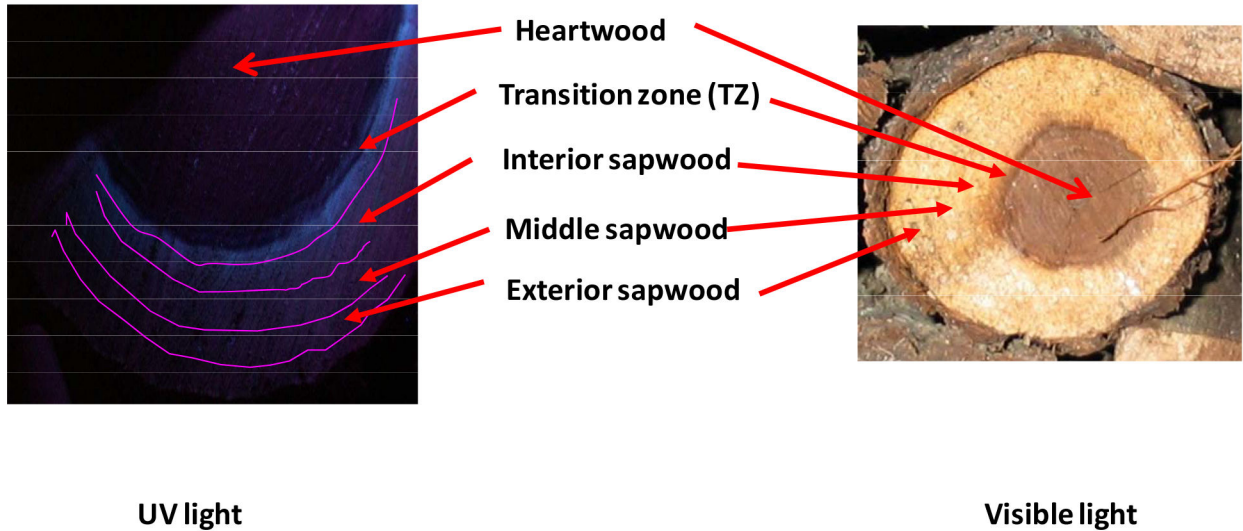 Heartwood
Transition zone (TZ)
Interior sapwood
Middle sapwood
Exterior sapwood
UV light
Visible light